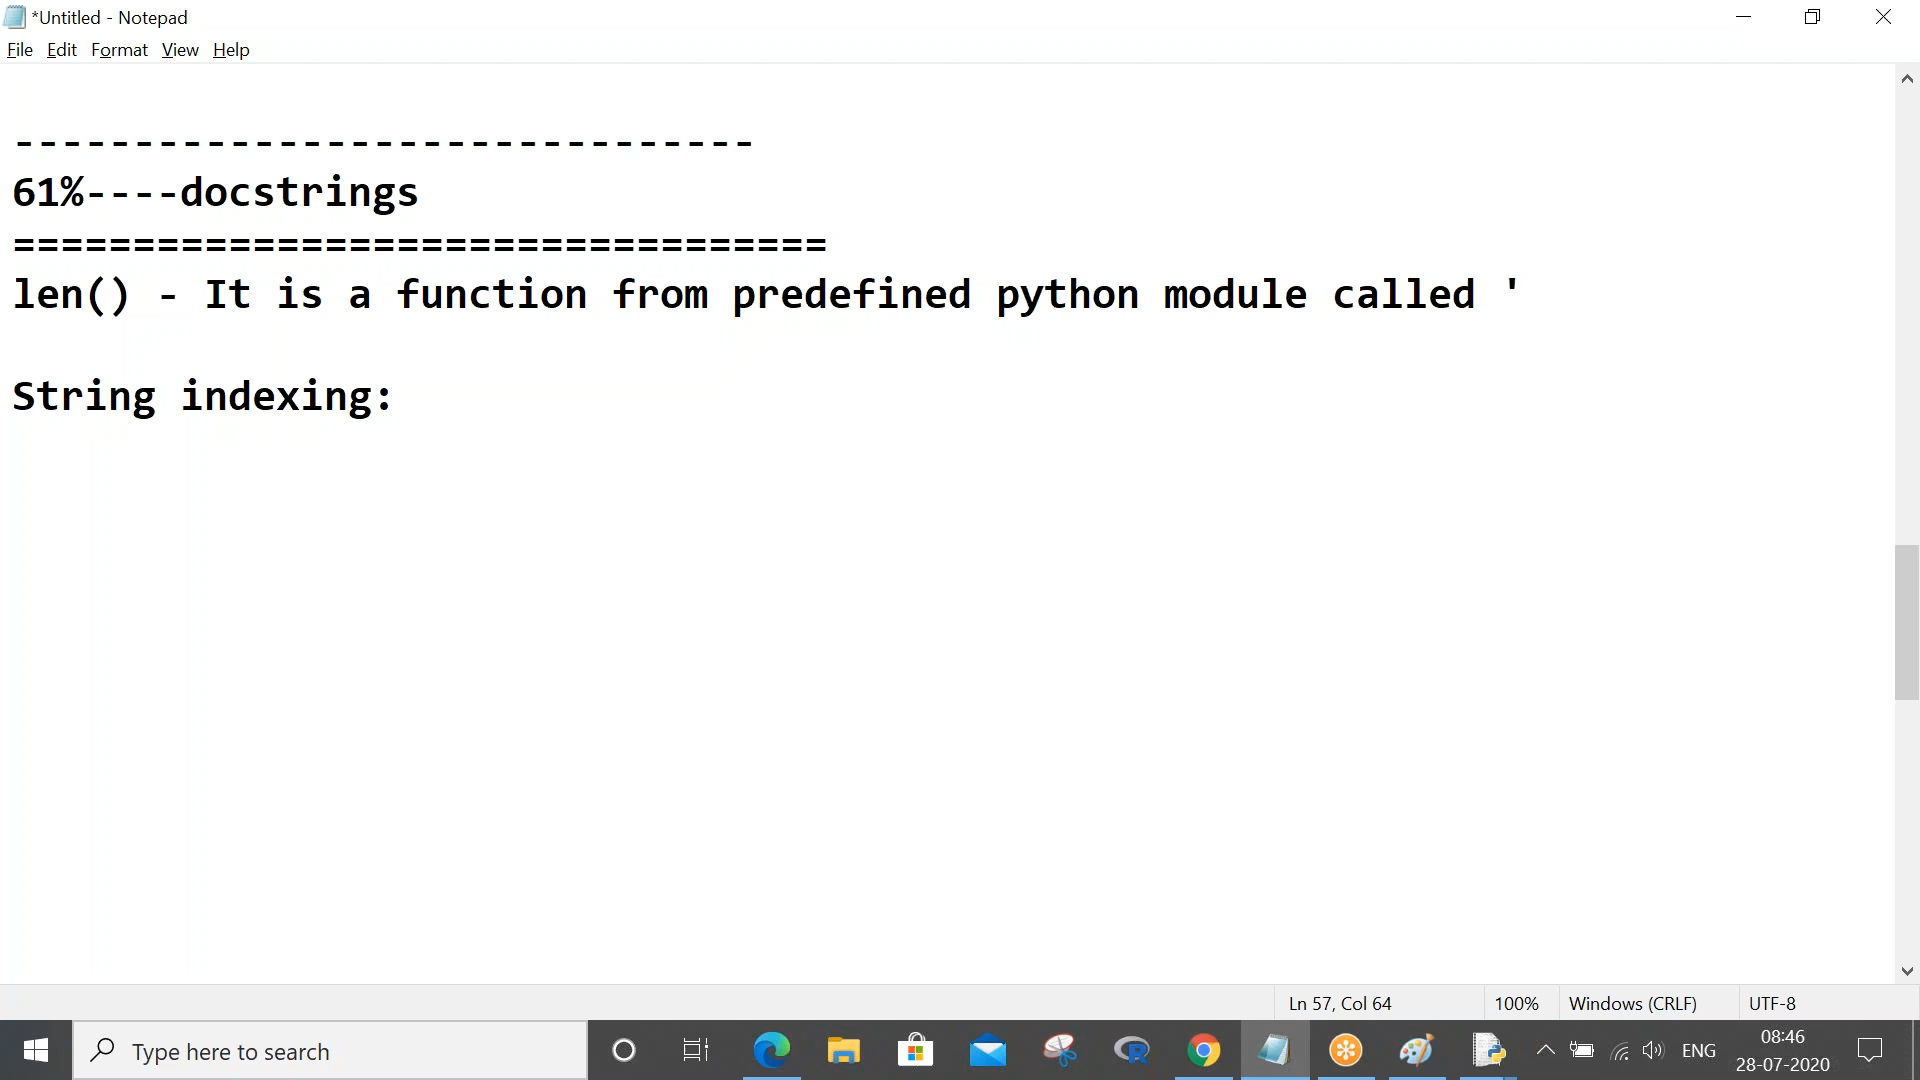 *Untitled - Notepad
File Edit Format View Help
-------------------------------
61%----docstrings
==================================
len() - It is a function from predefined python module called '
String indexing:
Ln 57, Col 64 100% Windows (CRLF) UTF-8
Type here to search
R
ENG
08:46
28-07-2020